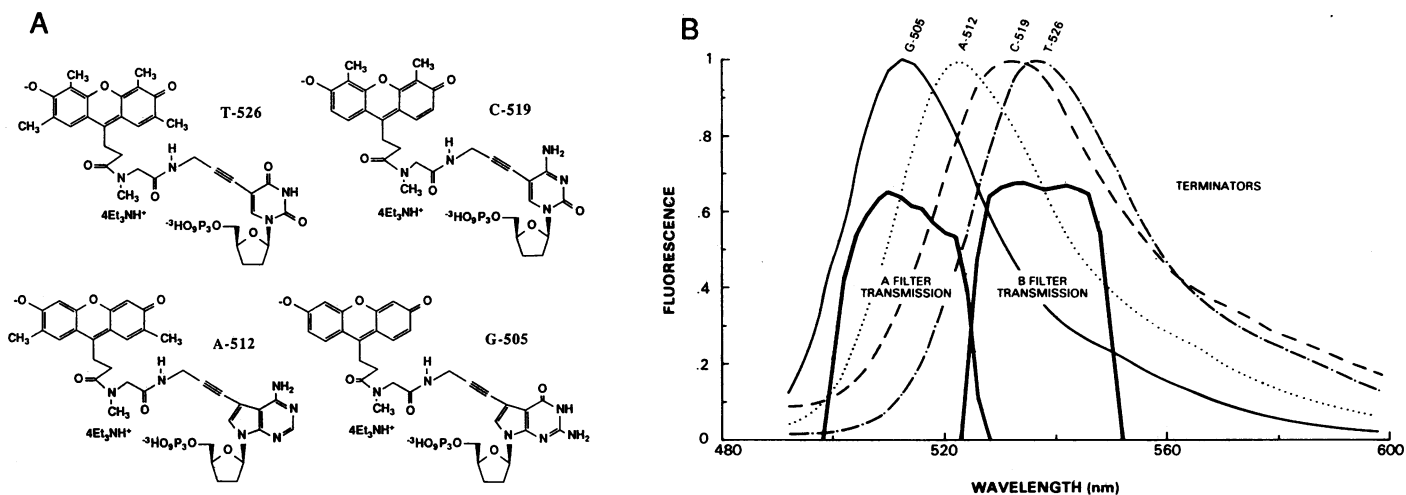 A
CH₃
CH₃
-O
O
O
CH₃
CH₃
T-526
O
N
CH₃
O
H
N
O
NH
N
O
4Et₃NH⁺
-³HO₉P₃O
O
CH₃
CH₃
-O
O
O
C-519
O
N
CH₃
O
H
N
NH₂
N
N
O
4Et₃NH⁺
-³HO₉P₃O
O
-O
O
O
CH₃
CH₃
A-512
O
N
CH₃
O
H
N
NH₂
N
N
N
4Et₃NH⁺
-³HO₉P₃O
O
-O
O
O
G-505
O
N
CH₃
O
H
N
O
NH
N
N
NH₂
4Et₃NH⁺
-³HO₉P₃O
O
B
G-505
A-512
C-519
T-526
1
.8
.6
.4
.2
0
FLUORESCENCE
TERMINATORS
A FILTER
TRANSMISSION
B FILTER
TRANSMISSION
480
520
560
600
WAVELENGTH (nm)